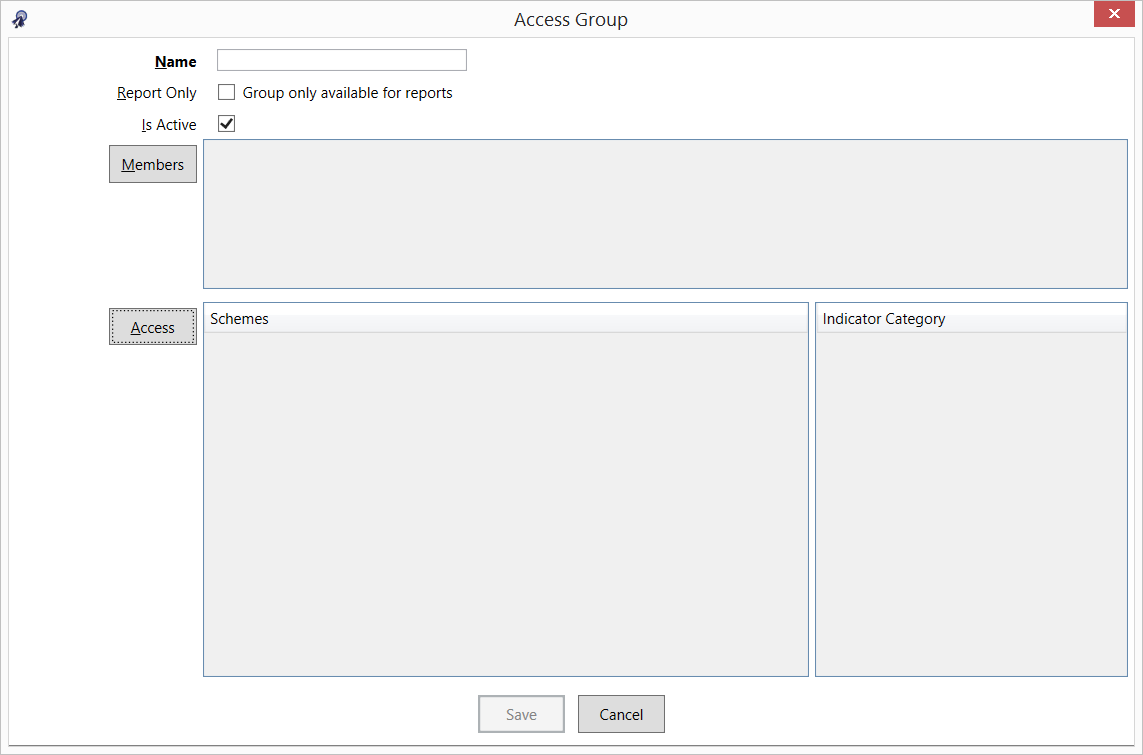 Access Group
Name
Report Only Group only available for reports
Is Active
Members
Access Schemes Indicator Category
Save Cancel